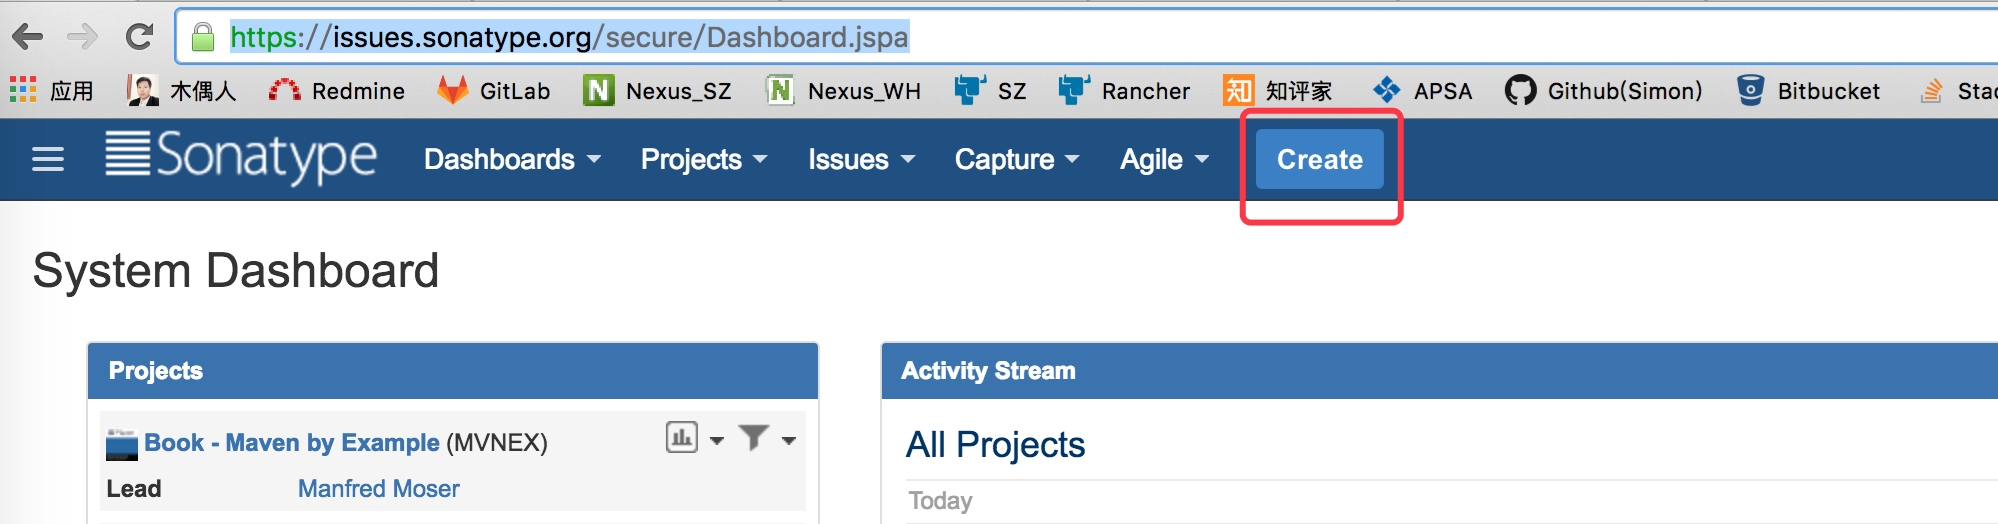 https://issues.sonatype.org/secure/Dashboard.jspa
应用 木偶人 Redmine GitLab Nexus_SZ Nexus_WH SZ Rancher 知 知评家 APSA Github(Simon) Bitbucket Stac
Sonatype Dashboards Projects Issues Capture Agile Create
System Dashboard
Projects
Book - Maven by Example (MVNEX)
Lead Manfred Moser
Activity Stream
All Projects
Today